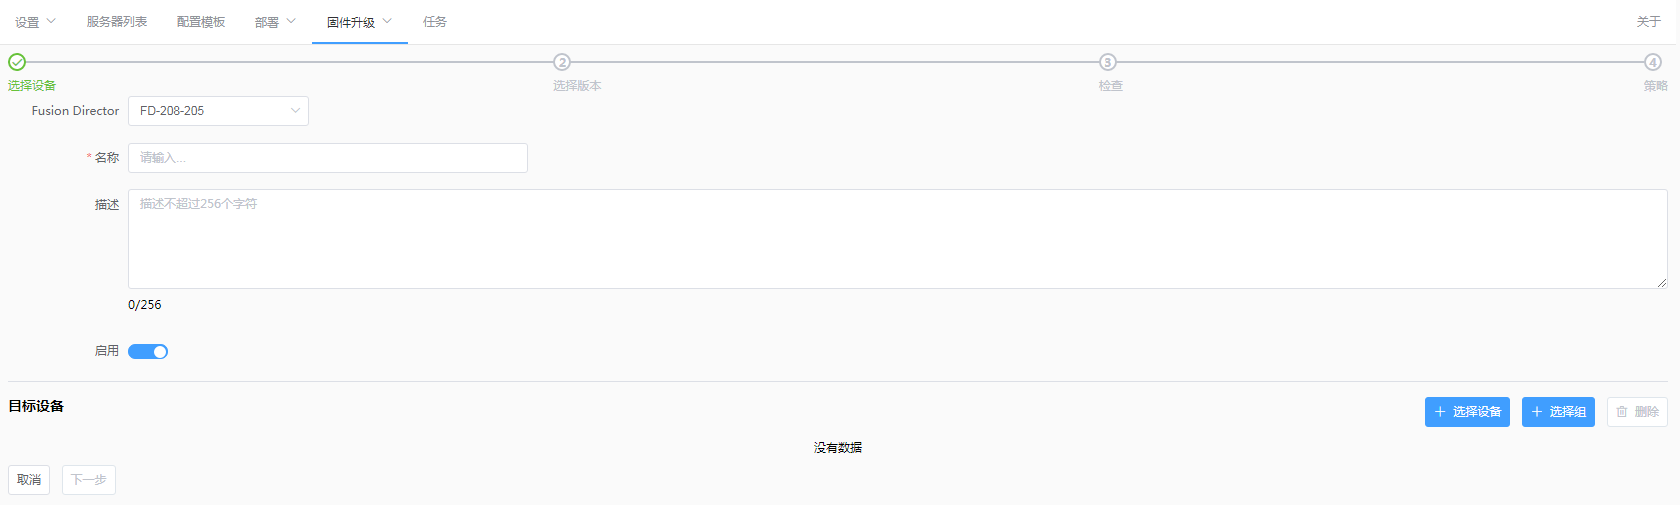 设置 服务器列表 配置模板 部署 固件升级 任务 关于
2 3 4
选择设备 选择版本 检查 策略
Fusion Director FD-208-205
* 名称 请输入...
描述 描述不超过256个字符
0/256
启用
目标设备 + 选择设备 + 选择组 删除
没有数据
取消 下一步